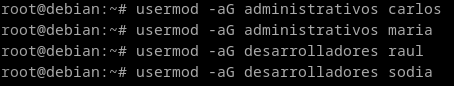 root@debian:~# usermod -aG administrativos carlos
root@debian:~# usermod -aG administrativos maria
root@debian:~# usermod -aG desarrolladores raul
root@debian:~# usermod -aG desarrolladores sodia